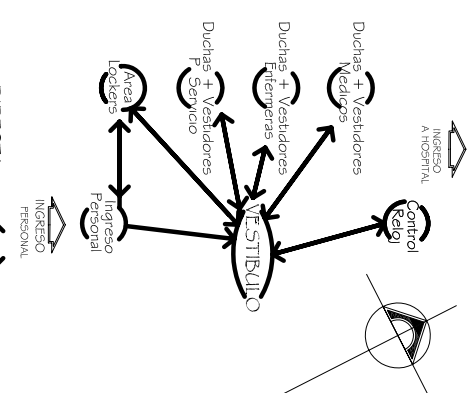 INGRESO
A HOSPITAL
Duchas + Vestidores
Medicos
Duchas + Vestidores
Enfermeras
Duchas + Vestidores
P. Servicio
Area
Lockers
Control
Reloj
VESTIBULO
Ingreso
Personal
INGRESO
PERSONAL